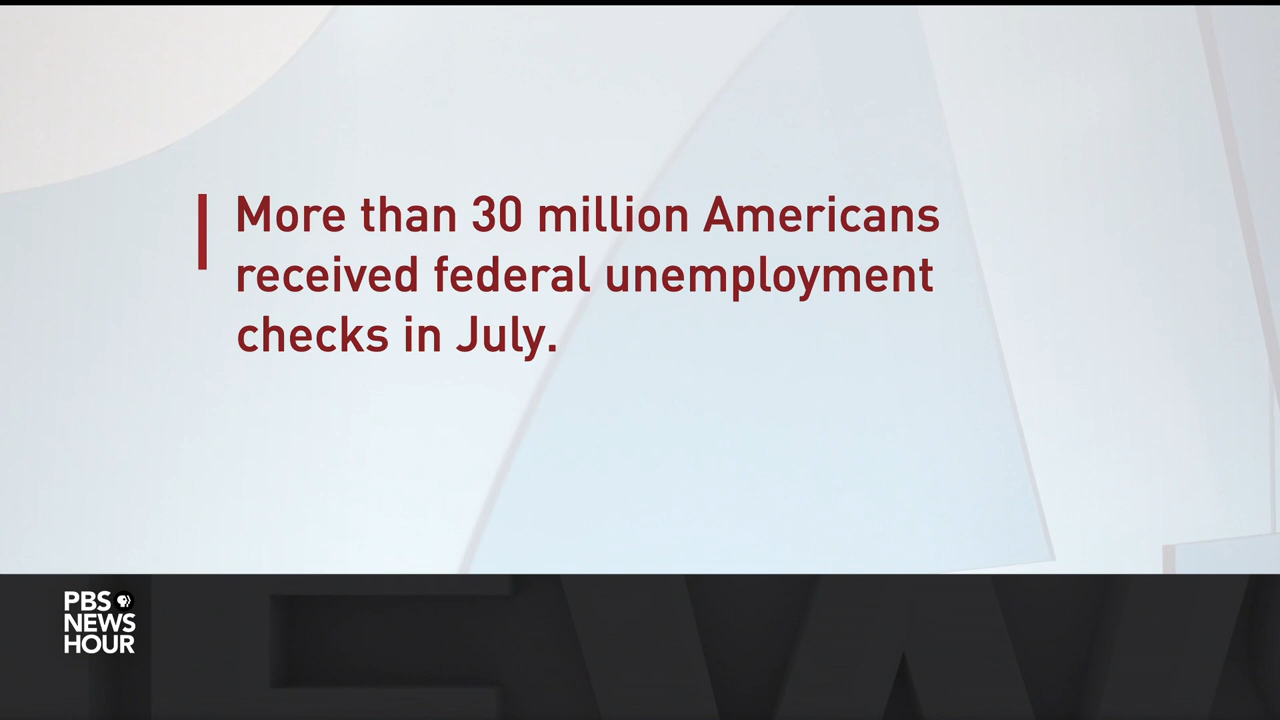 More than 30 million Americans
received federal unemployment
checks in July.
PBS
NEWS
HOUR